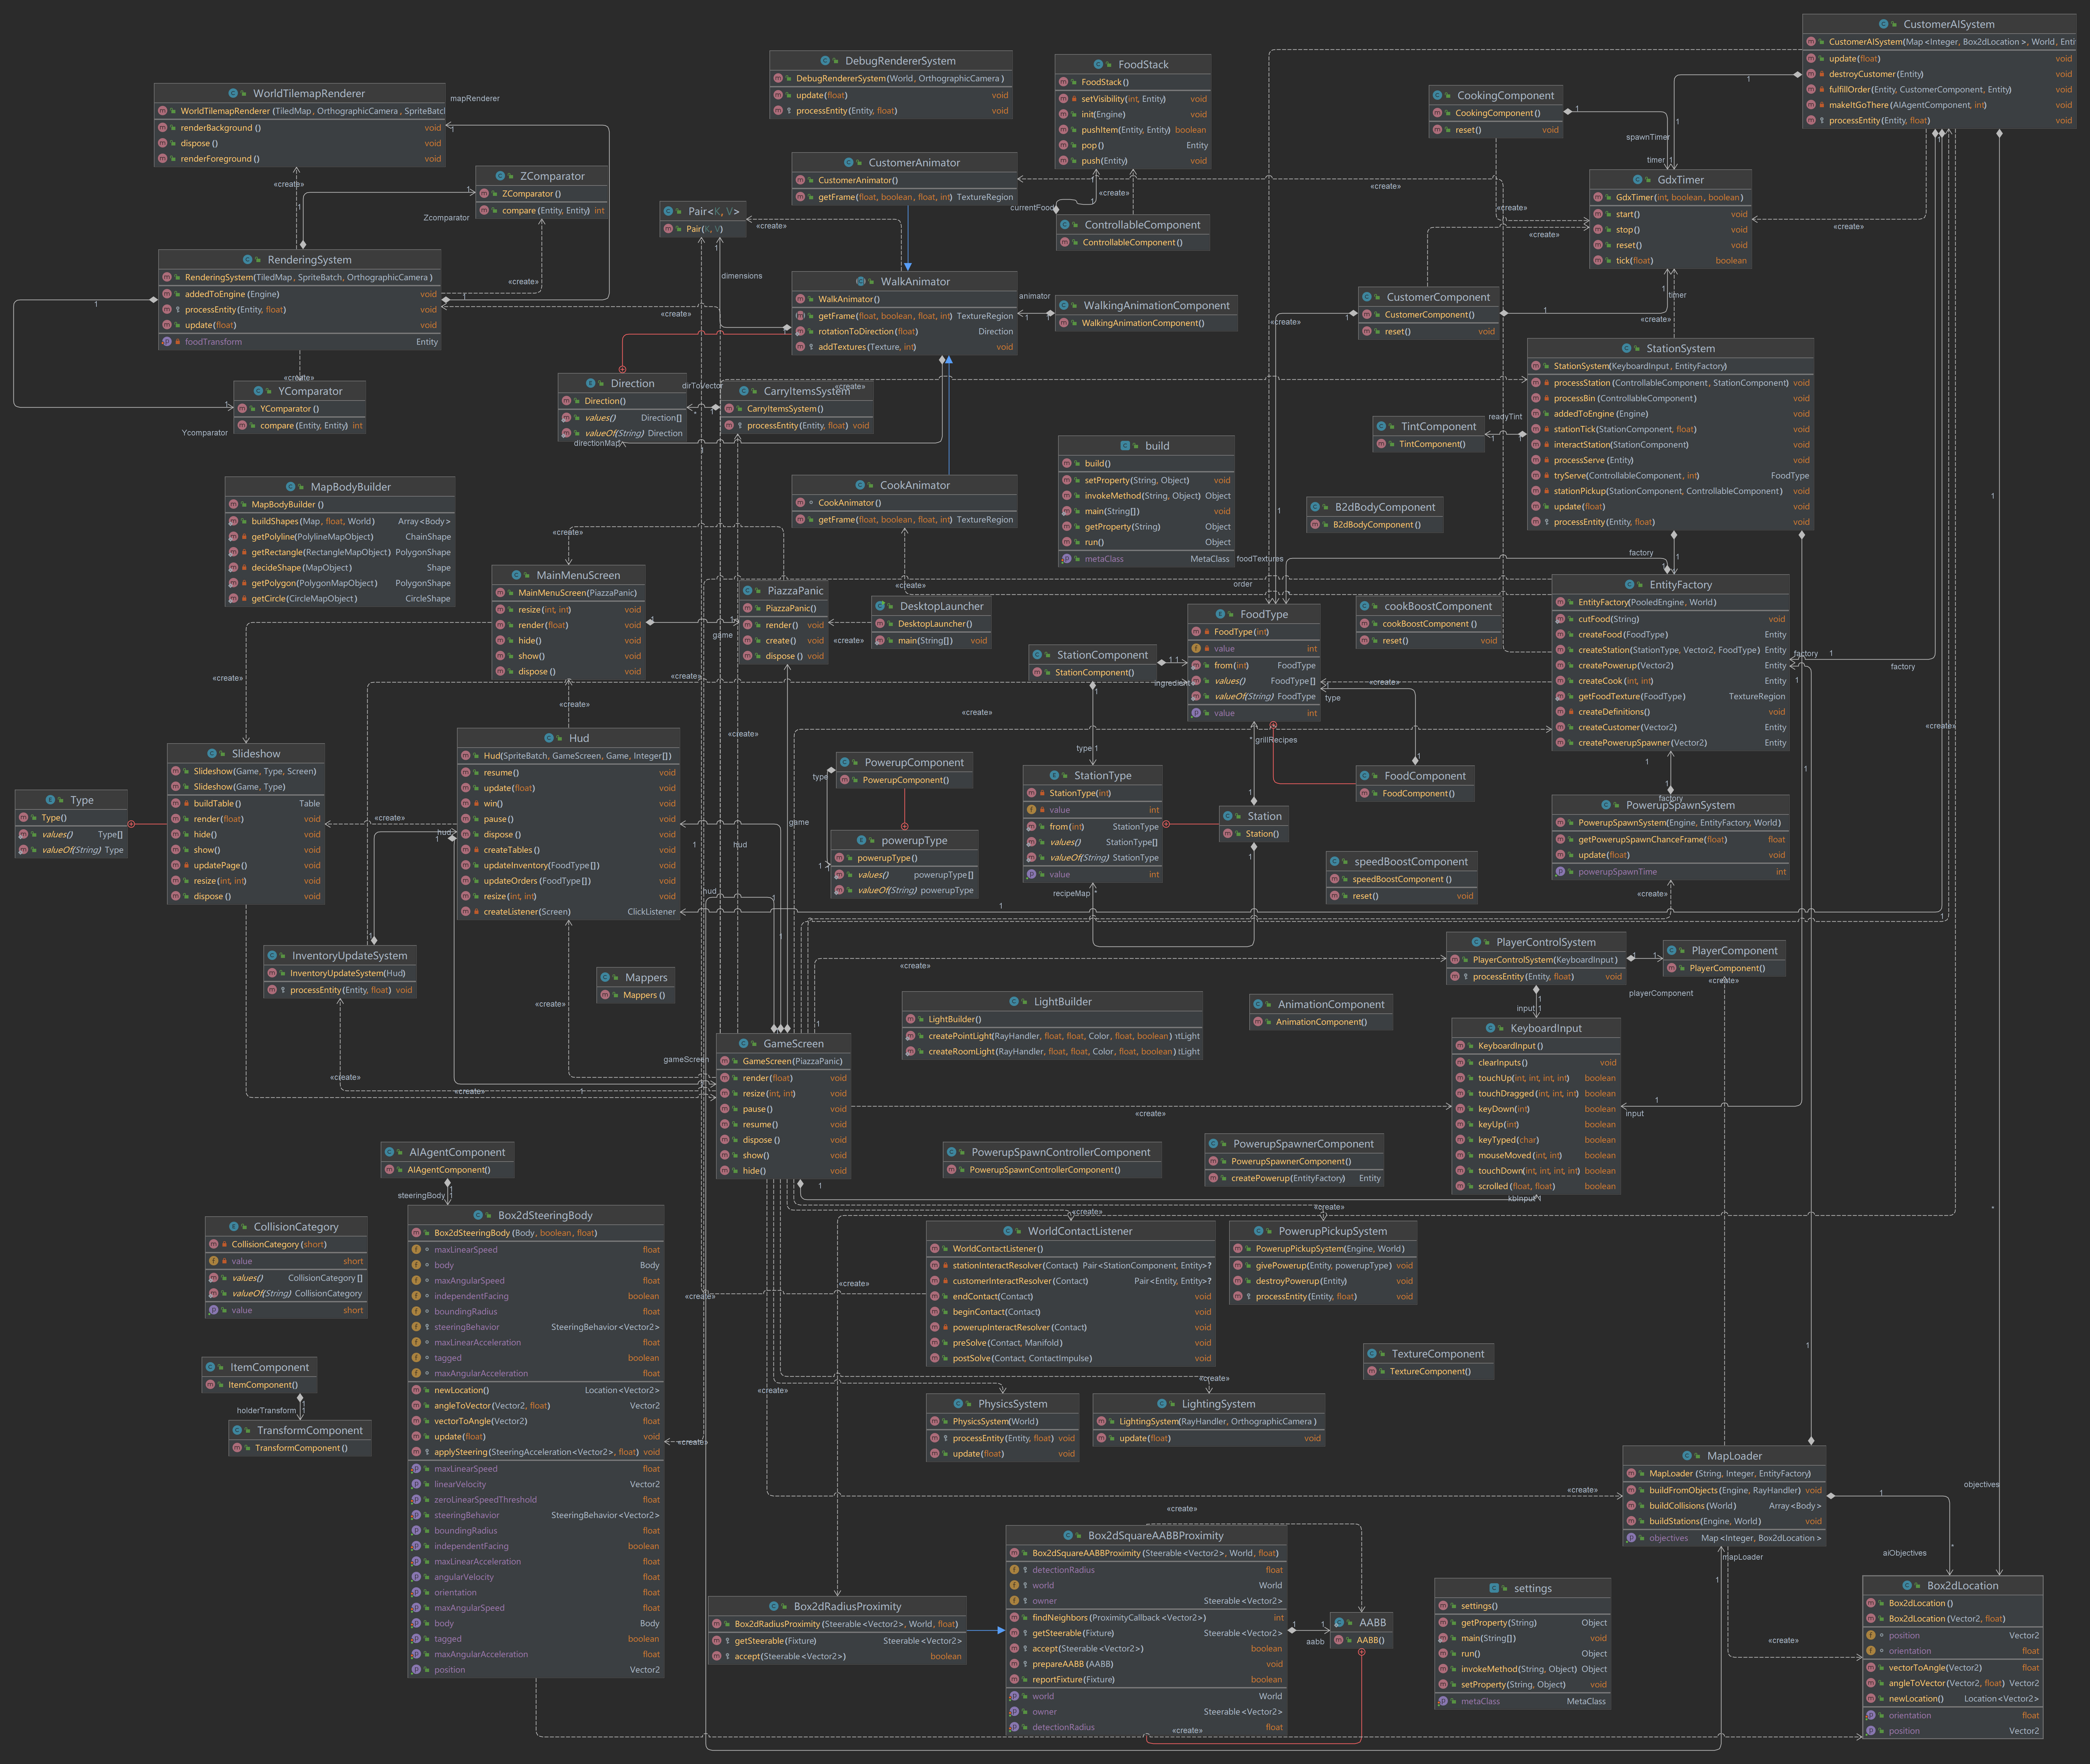 CustomerAISystem
CustomerAISystem(Map<Integer, Box2dLocation>, World, Enti
update(float) void
destroyCustomer(Entity) void
fulfillOrder(Entity, CustomerComponent, Entity) void
makeItGoThere(AIAgentComponent, int) void
processEntity(Entity, float) void
DebugRendererSystem
DebugRendererSystem(World, OrthographicCamera)
update(float) void
processEntity(Entity, float) void
FoodStack
FoodStack()
setVisibility(int, Entity) void
init(Engine) void
pushItem(Entity, Entity) boolean
pop() Entity
push(Entity) void
WorldTilemapRenderer
WorldTilemapRenderer(TiledMap, OrthographicCamera, SpriteBatcl
renderBackground() void
dispose() void
renderForeground() void
mapRenderer
CookingComponent
CookingComponent()
reset() void
spawnTimer
timer
CustomerAnimator
CustomerAnimator()
getFrame(float, boolean, float, int) TextureRegion
ZComparator
ZComparator()
compare(Entity, Entity) int
Zcomparator
«create»
GdxTimer
GdxTimer(int, boolean, boolean)
start() void
stop() void
reset() void
tick(float) boolean
Pair<K, V>
Pair(K, V)
«create»
dimensions
currentFood
«create»
ControllableComponent
ControllableComponent()
RenderingSystem
RenderingSystem(TiledMap, SpriteBatch, OrthographicCamera)
addedToEngine(Engine) void
processEntity(Entity, float) void
update(float) void
foodTransform Entity
WalkAnimator
WalkAnimator()
getFrame(float, boolean, float, int) TextureRegion
rotationToDirection(float) Direction
addTextures(Texture, int) void
animator
WalkingAnimationComponent
WalkingAnimationComponent()
CustomerComponent
CustomerComponent()
reset() void
timer
«create»
StationSystem
StationSystem(KeyboardInput, EntityFactory)
processStation(ControllableComponent, StationComponent) void
processBin(ControllableComponent) void
addedToEngine(Engine) void
stationTick(StationComponent, float) void
interactStation(StationComponent) void
processServe(Entity) void
tryServe(ControllableComponent, int) FoodType
stationPickup(StationComponent, ControllableComponent) void
update(float) void
processEntity(Entity, float) void
YComparator
YComparator()
compare(Entity, Entity) int
Ycomparator
Direction
Direction()
values() Direction[]
valueOf(String) Direction
directionMap
dirToVector
CarryItemsSystem
CarryItemsSystem()
processEntity(Entity, float) void
TintComponent
TintComponent()
readyTint
build
build()
setProperty(String, Object) void
invokeMethod(String, Object) Object
main(String[]) void
getProperty(String) Object
run() Object
metaClass MetaClass
MapBodyBuilder
MapBodyBuilder()
buildShapes(Map, float, World) Array<Body>
getPolyline(PolylineMapObject) ChainShape
getRectangle(RectangleMapObject) PolygonShape
decideShape(MapObject) Shape
getPolygon(PolygonMapObject) PolygonShape
getCircle(CircleMapObject) CircleShape
CookAnimator
CookAnimator()
getFrame(float, boolean, float, int) TextureRegion
B2dBodyComponent
B2dBodyComponent()
foodTextures
factory
order
MainMenuScreen
MainMenuScreen(PiazzaPanic)
resize(int, int) void
render(float) void
hide() void
show() void
dispose() void
PiazzaPanic
PiazzaPanic()
render() void
create() void
dispose() void
game
DesktopLauncher
DesktopLauncher()
main(String[]) void
FoodType
FoodType(int)
value int
from(int) FoodType
values() FoodType[]
valueOf(String) FoodType
value int
cookBoostComponent
cookBoostComponent()
reset() void
EntityFactory
EntityFactory(PooledEngine, World)
cutFood(String) void
createFood(FoodType) Entity
createStation(StationType, Vector2, FoodType) Entity
createPowerup(Vector2) Entity
createCook(int, int) Entity
getFoodTexture(FoodType) TextureRegion
createDefinitions() void
createCustomer(Vector2) Entity
createPowerupSpawner(Vector2) Entity
factory
factory
StationComponent
StationComponent()
type
«create»
grillRecipes
Hud
Hud(SpriteBatch, GameScreen, Game, Integer[])
resume() void
update(float) void
win() void
pause() void
dispose() void
createTables() void
updateInventory(FoodType[]) void
updateOrders(FoodType[]) void
resize(int, int) void
createListener(Screen) ClickListener
Slideshow
Slideshow(Game, Type, Screen)
Slideshow(Game, Type)
buildTable() Table
render(float) void
hide() void
show() void
updatePage() void
resize(int, int) void
dispose() void
Type
Type()
values() Type[]
valueOf(String) Type
PowerupComponent
PowerupComponent()
type
powerupType
powerupType()
values() powerupType[]
valueOf(String) powerupType
StationType
StationType(int)
value int
from(int) StationType
values() StationType[]
valueOf(String) StationType
value int
type 1
recipeMap
Station
Station()
FoodComponent
FoodComponent()
PowerupSpawnSystem
PowerupSpawnSystem(Engine, EntityFactory, World)
getPowerupSpawnChanceFrame(float) float
update(float) void
powerupSpawnTime int
factory
speedBoostComponent
speedBoostComponent()
reset() void
hud
game
hud
hud
InventoryUpdateSystem
InventoryUpdateSystem(Hud)
processEntity(Entity, float) void
Mappers
Mappers()
PlayerControlSystem
PlayerControlSystem(KeyboardInput)
processEntity(Entity, float) void
PlayerComponent
PlayerComponent()
playerComponent
input
LightBuilder
LightBuilder()
createPointLight(RayHandler, float, float, Color, float, boolean) tLight
createRoomLight(RayHandler, float, float, Color, float, boolean) tLight
AnimationComponent
AnimationComponent()
KeyboardInput
KeyboardInput()
clearInputs() void
touchUp(int, int, int, int) boolean
touchDragged(int, int, int) boolean
keyDown(int) boolean
keyUp(int) boolean
keyTyped(char) boolean
mouseMoved(int, int) boolean
touchDown(int, int, int, int) boolean
scrolled(float, float) boolean
input
kbInput
GameScreen
GameScreen(PiazzaPanic)
render(float) void
resize(int, int) void
pause() void
resume() void
dispose() void
show() void
hide() void
gameScreen
AIAgentComponent
AIAgentComponent()
steeringBody
PowerupSpawnControllerComponent
PowerupSpawnControllerComponent()
PowerupSpawnerComponent
PowerupSpawnerComponent()
createPowerup(EntityFactory) Entity
Box2dSteeringBody
Box2dSteeringBody(Body, boolean, float)
maxLinearSpeed float
body Body
maxAngularSpeed float
independentFacing boolean
boundingRadius float
steeringBehavior SteeringBehavior<Vector2>
maxLinearAcceleration float
tagged boolean
maxAngularAcceleration float
newLocation() Location<Vector2>
angleToVector(Vector2, float) Vector2
vectorToAngle(Vector2) float
update(float) void
applySteering(SteeringAcceleration<Vector2>, float) void
maxLinearSpeed float
linearVelocity Vector2
zeroLinearSpeedThreshold float
steeringBehavior SteeringBehavior<Vector2>
boundingRadius float
independentFacing boolean
maxLinearAcceleration float
angularVelocity float
orientation float
maxAngularSpeed float
body Body
tagged boolean
maxAngularAcceleration float
position Vector2
CollisionCategory
CollisionCategory(short)
value short
values() CollisionCategory[]
valueOf(String) CollisionCategory
value short
WorldContactListener
WorldContactListener()
stationInteractResolver(Contact) Pair<StationComponent, Entity>?
customerInteractResolver(Contact) Pair<Entity, Entity>?
endContact(Contact) void
beginContact(Contact) void
powerupInteractResolver(Contact) void
preSolve(Contact, Manifold) void
postSolve(Contact, ContactImpulse) void
PowerupPickupSystem
PowerupPickupSystem(Engine, World)
givePowerup(Entity, powerupType) void
destroyPowerup(Entity) void
processEntity(Entity, float) void
ItemComponent
ItemComponent()
holderTransform
TransformComponent
TransformComponent()
TextureComponent
TextureComponent()
PhysicsSystem
PhysicsSystem(World)
processEntity(Entity, float) void
update(float) void
LightingSystem
LightingSystem(RayHandler, OrthographicCamera)
update(float) void
MapLoader
MapLoader(String, Integer, EntityFactory)
buildFromObjects(Engine, RayHandler) void
buildCollisions(World) Array<Body>
buildStations(Engine, World) void
objectives Map<Integer, Box2dLocation>
mapLoader
objectives
aiObjectives
Box2dSquareAABBProximity
Box2dSquareAABBProximity(Steerable<Vector2>, World, float)
detectionRadius float
world World
owner Steerable<Vector2>
findNeighbors(ProximityCallback<Vector2>) int
getSteerable(Fixture) Steerable<Vector2>
accept(Steerable<Vector2>) boolean
prepareAABB(AABB) void
reportFixture(Fixture) boolean
world World
owner Steerable<Vector2>
detectionRadius float
Box2dRadiusProximity
Box2dRadiusProximity(Steerable<Vector2>, World, float)
getSteerable(Fixture) Steerable<Vector2>
accept(Steerable<Vector2>) boolean
aabb
AABB
AABB()
settings
settings()
getProperty(String) Object
main(String[]) void
run() Object
invokeMethod(String, Object) Object
setProperty(String, Object) void
metaClass MetaClass
Box2dLocation
Box2dLocation()
Box2dLocation(Vector2, float)
position Vector2
orientation float
vectorToAngle(Vector2) float
angleToVector(Vector2, float) Vector2
newLocation() Location<Vector2>
orientation float
position Vector2
«create»